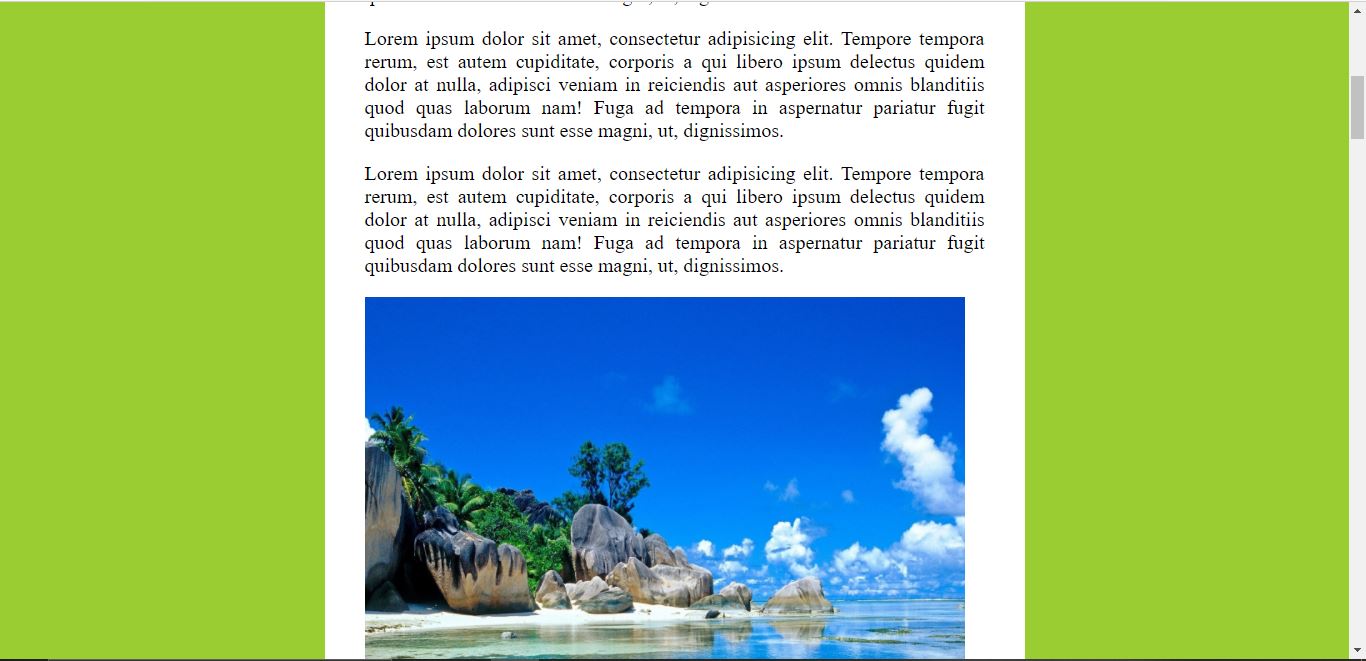 Lorem ipsum dolor sit amet, consectetur adipisicing elit. Tempore tempora
rerum, est autem cupiditate, corporis a qui libero ipsum delectus quidem
dolor at nulla, adipisci veniam in reiciendis aut asperiores omnis blanditiis
quod quas laborum nam! Fuga ad tempora in aspernatur pariatur fugit
quibusdam dolores sunt esse magni, ut, dignissimos.
Lorem ipsum dolor sit amet, consectetur adipisicing elit. Tempore tempora
rerum, est autem cupiditate, corporis a qui libero ipsum delectus quidem
dolor at nulla, adipisci veniam in reiciendis aut asperiores omnis blanditiis
quod quas laborum nam! Fuga ad tempora in aspernatur pariatur fugit
quibusdam dolores sunt esse magni, ut, dignissimos.